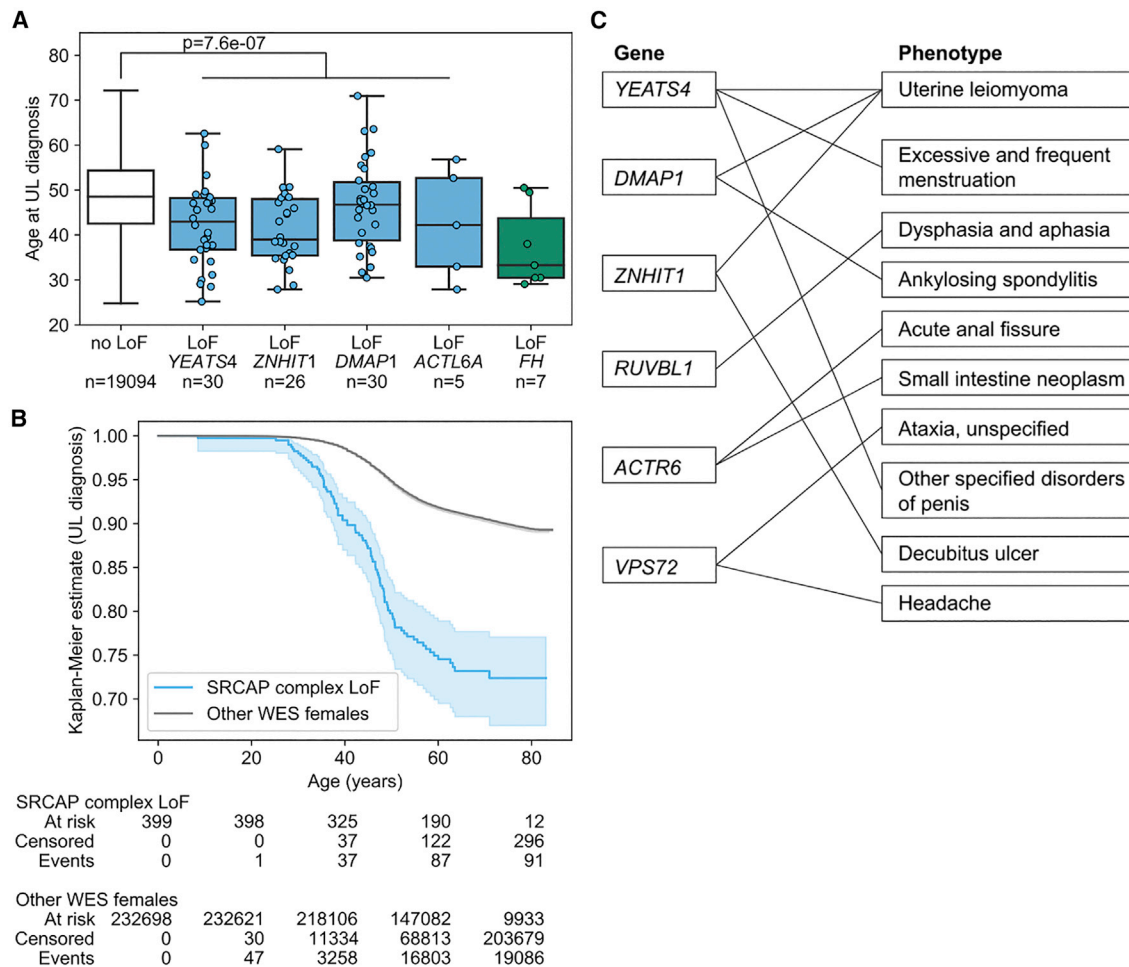 A
p=7.6e-07
80
70
60
50
40
30
20
Age at UL diagnosis
no LoF LoF LoF LoF LoF LoF
YEATS4 ZNHIT1 DMAP1 ACTL6A FH
n=19094 n=30 n=26 n=30 n=5 n=7
B
1.00
0.95
0.90
0.85
0.80
0.75
0.70
Kaplan-Meier estimate (UL diagnosis)
SRCAP complex LoF
Other WES females
0 20 40 60 80
Age (years)
SRCAP complex LoF
At risk 399 398 325 190 12
Censored 0 0 37 122 296
Events 0 1 37 87 91
Other WES females
At risk 232698 232621 218106 147082 9933
Censored 0 30 11334 68813 203679
Events 0 47 3258 16803 19086
C
Gene Phenotype
YEATS4
DMAP1
ZNHIT1
RUVBL1
ACTR6
VPS72
Uterine leiomyoma
Excessive and frequent
menstruation
Dysphasia and aphasia
Ankylosing spondylitis
Acute anal fissure
Small intestine neoplasm
Ataxia, unspecified
Other specified disorders
of penis
Decubitus ulcer
Headache